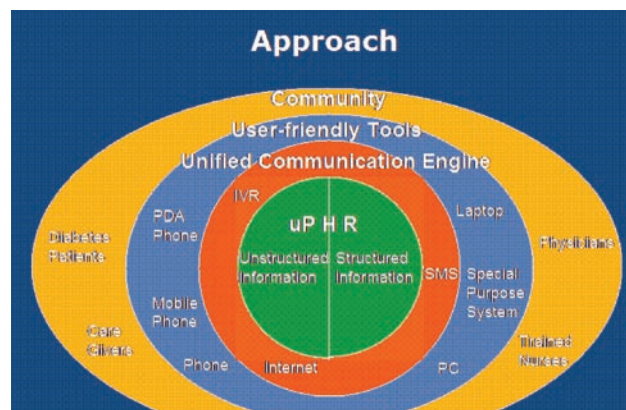 Approach
Community
User-friendly Tools
Unified Communication Engine
IVR
uPHR
Unstructured
Information
Structured
Information
PDA
Phone
Laptop
Diabetes
Patients
Physicians
SMS
Special
Purpose
System
Mobile
Phone
Care
Givers
Trained
Nurses
Phone
Internet
PC